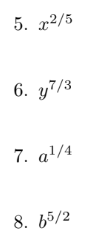 5. x^{2/5}
6. y^{7/3}
7. a^{1/4}
8. b^{5/2}